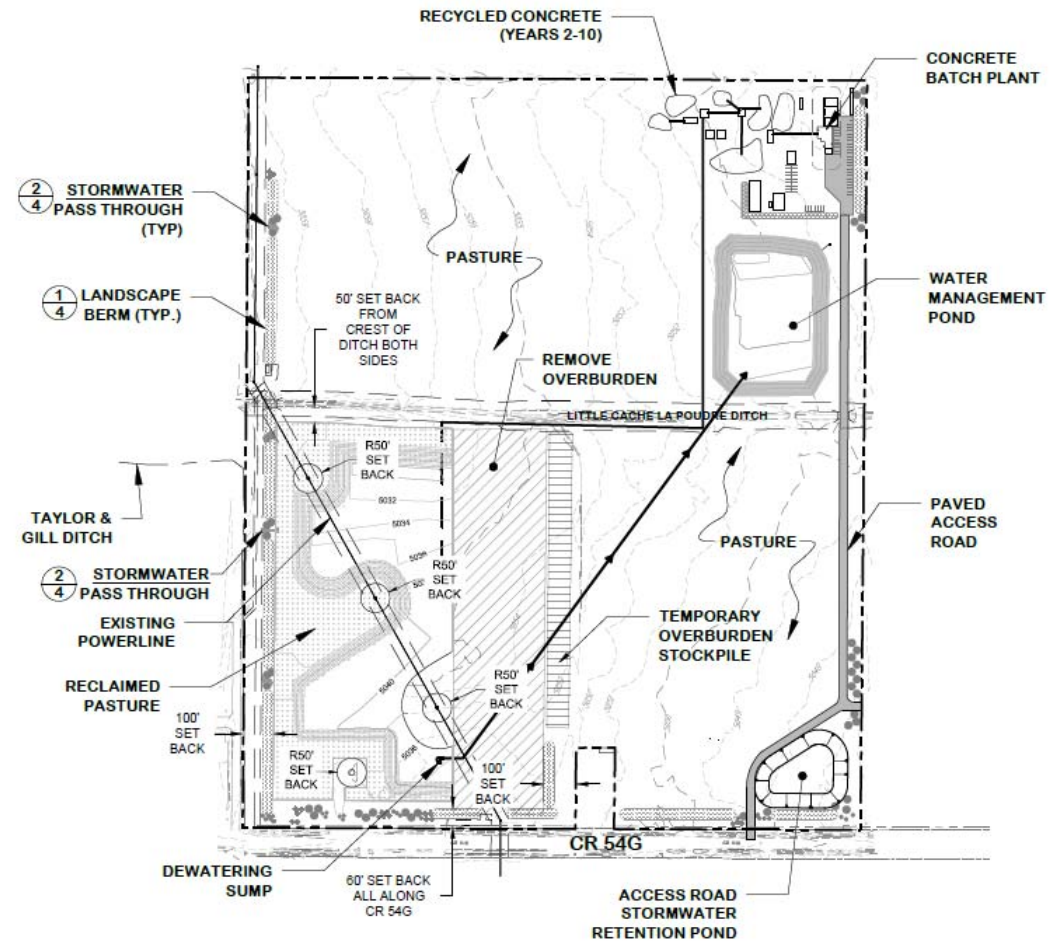 RECYCLED CONCRETE
(YEARS 2-10)
CONCRETE
BATCH PLANT
2
4
STORMWATER
PASS THROUGH
(TYP)
PASTURE
1
4
LANDSCAPE
BERM (TYP.)
50' SET BACK
FROM
CREST OF
DITCH BOTH
SIDES
WATER
MANAGEMENT
POND
REMOVE
OVERBURDEN
LITTLE CACHE LA POUDRE DITCH
R50'
SET
BACK
5032
5034
TAYLOR &
GILL DITCH
PAVED
ACCESS
ROAD
PASTURE
R50'
SET
BACK
2
4
STORMWATER
PASS THROUGH
EXISTING
POWERLINE
TEMPORARY
OVERBURDEN
STOCKPILE
RECLAIMED
PASTURE
R50'
SET
BACK
5040
100'
SET
BACK
R50'
SET
BACK
100'
SET
BACK
CR 54G
DEWATERING
SUMP
60' SET BACK
ALL ALONG
CR 54G
ACCESS ROAD
STORMWATER
RETENTION POND